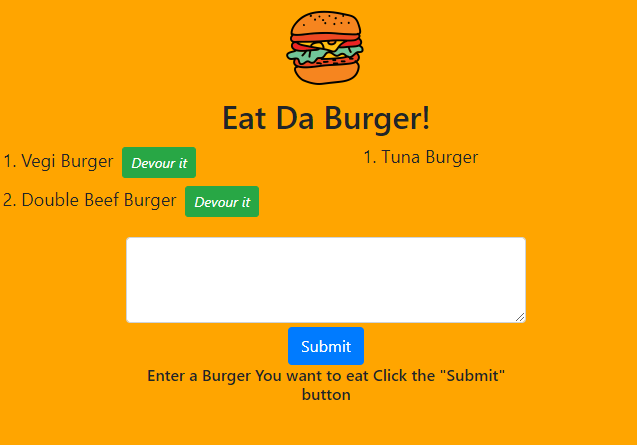 Eat Da Burger!
1. Vegi Burger Devour it
1. Tuna Burger
2. Double Beef Burger Devour it
Submit
Enter a Burger You want to eat Click the "Submit"
button